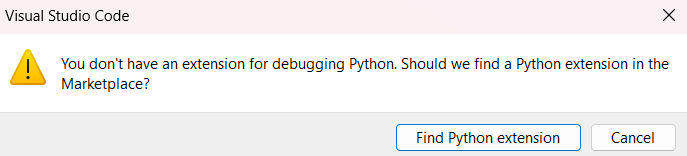 Visual Studio Code
You don't have an extension for debugging Python. Should we find a Python extension in the
Marketplace?
Find Python extension
Cancel